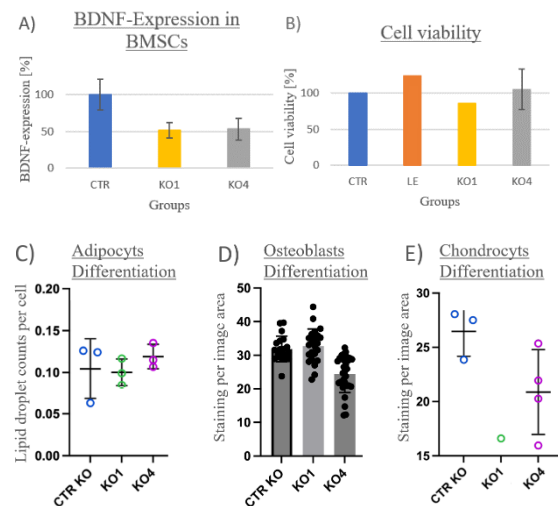 A)
BDNF-Expression in
BMSCs
BDNF-expression [%]
150
100
50
0
CTR
KO1
KO4
Groups
B)
Cell viability
Cell viability [%]
100
CTR
LE
KO1
KO4
Groups
C)
Adipocyts
Differentiation
Lipid droplet counts per cell
0.20
0.15
0.10
0.05
0.00
CTR KO
KO1
KO4
D)
Osteoblasts
Differentiation
Staining per image area
50
40
30
20
10
0
CTR KO
KO1
KO4
E)
Chondrocyts
Differentiation
Staining per image area
30
25
20
15
CTR KO
KO1
KO4